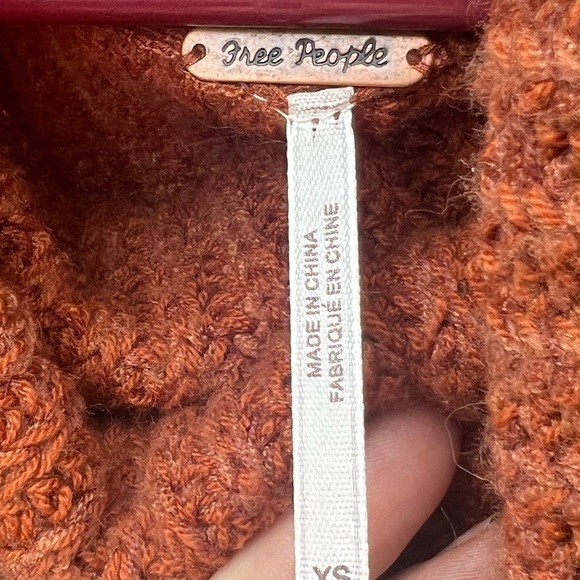 Free People
MADE IN CHINA
FABRIQUÉ EN CHINE
XS